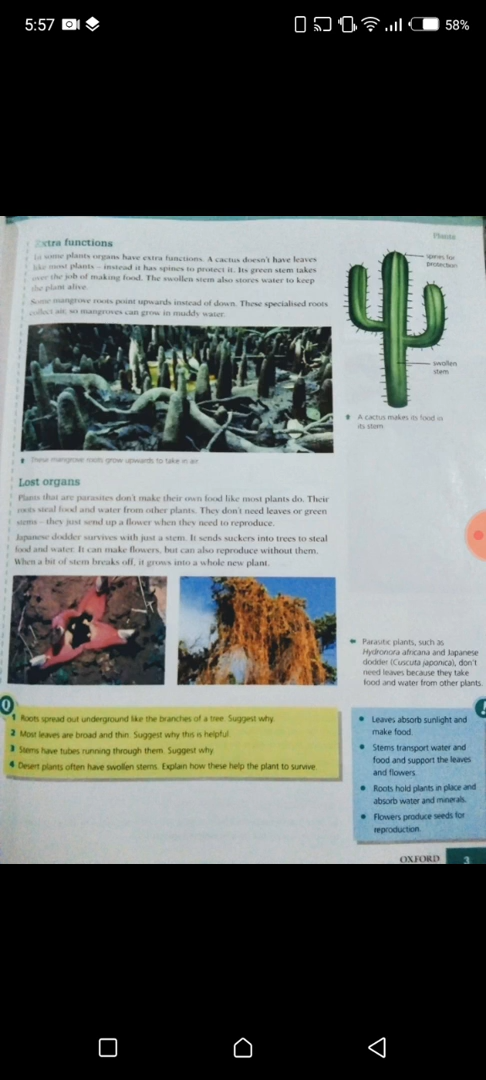 5:57
58%
Plants
Extra functions
In some plants organs have extra functions. A cactus doesn't have leaves
like most plants – instead it has spines to protect it. Its green stem takes
over the job of making food. The swollen stem also stores water to keep
the plant alive.
Some mangrove roots point upwards instead of down. These specialised roots
collect air, so mangroves can grow in muddy water.
spines for
protection
swollen
stem
A cactus makes its food in
its stem.
These mangrove roots grow upwards to take in air.
Lost organs
Plants that are parasites don't make their own food like most plants do. Their
roots steal food and water from other plants. They don't need leaves or green
stems – they just send up a flower when they need to reproduce.
Japanese dodder survives with just a stem. It sends suckers into trees to steal
food and water. It can make flowers, but can also reproduce without them.
When a bit of stem breaks off, it grows into a whole new plant.
Parasitic plants, such as
Hydronora africana and Japanese
dodder (Cuscuta japonica), don't
need leaves because they take
food and water from other plants.
1 Roots spread out underground like the branches of a tree. Suggest why.
2 Most leaves are broad and thin. Suggest why this is helpful.
3 Stems have tubes running through them. Suggest why.
4 Desert plants often have swollen stems. Explain how these help the plant to survive.
!
• Leaves absorb sunlight and
make food.
• Stems transport water and
food and support the leaves
and flowers.
• Roots hold plants in place and
absorb water and minerals.
• Flowers produce seeds for
reproduction.
OXFORD 3